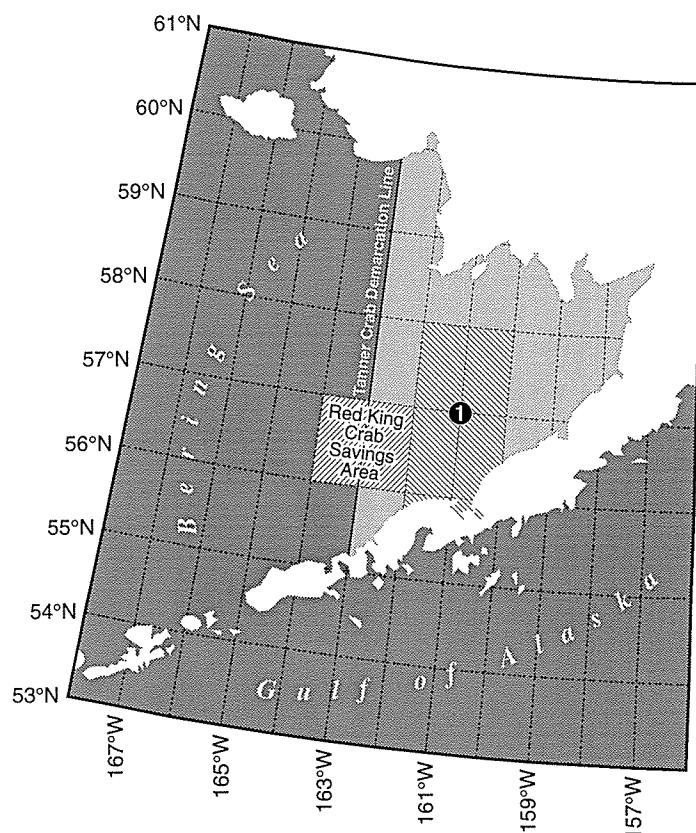 61°N
60°N
59°N
58°N
57°N
56°N
55°N
54°N
53°N
Bering Sea
Tanner Crab Demarcation Line
Red King
Crab
Savings
Area
1
Gulf of Alaska
167°W
165°W
163°W
161°W
159°W
157°W